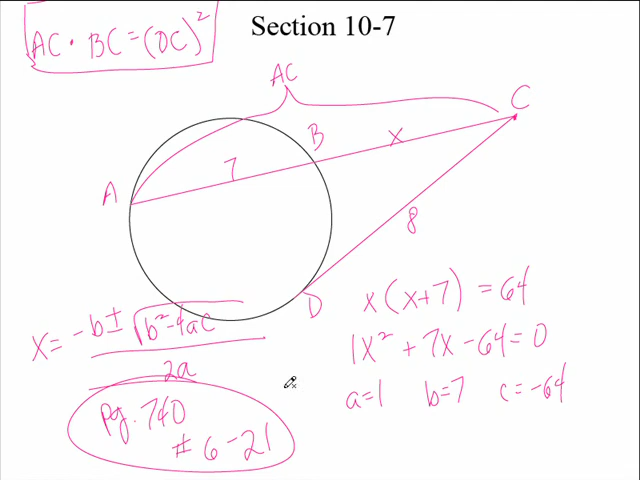 Section 10-7
AC · BC = (DC)²
AC
C
B
x
7
A
8
D
x(x+7) = 64
1x² + 7x - 64 = 0
a=1 b=7 c=-64
x = -b ± √b²-4ac
2a
pg. 740
# 6-21